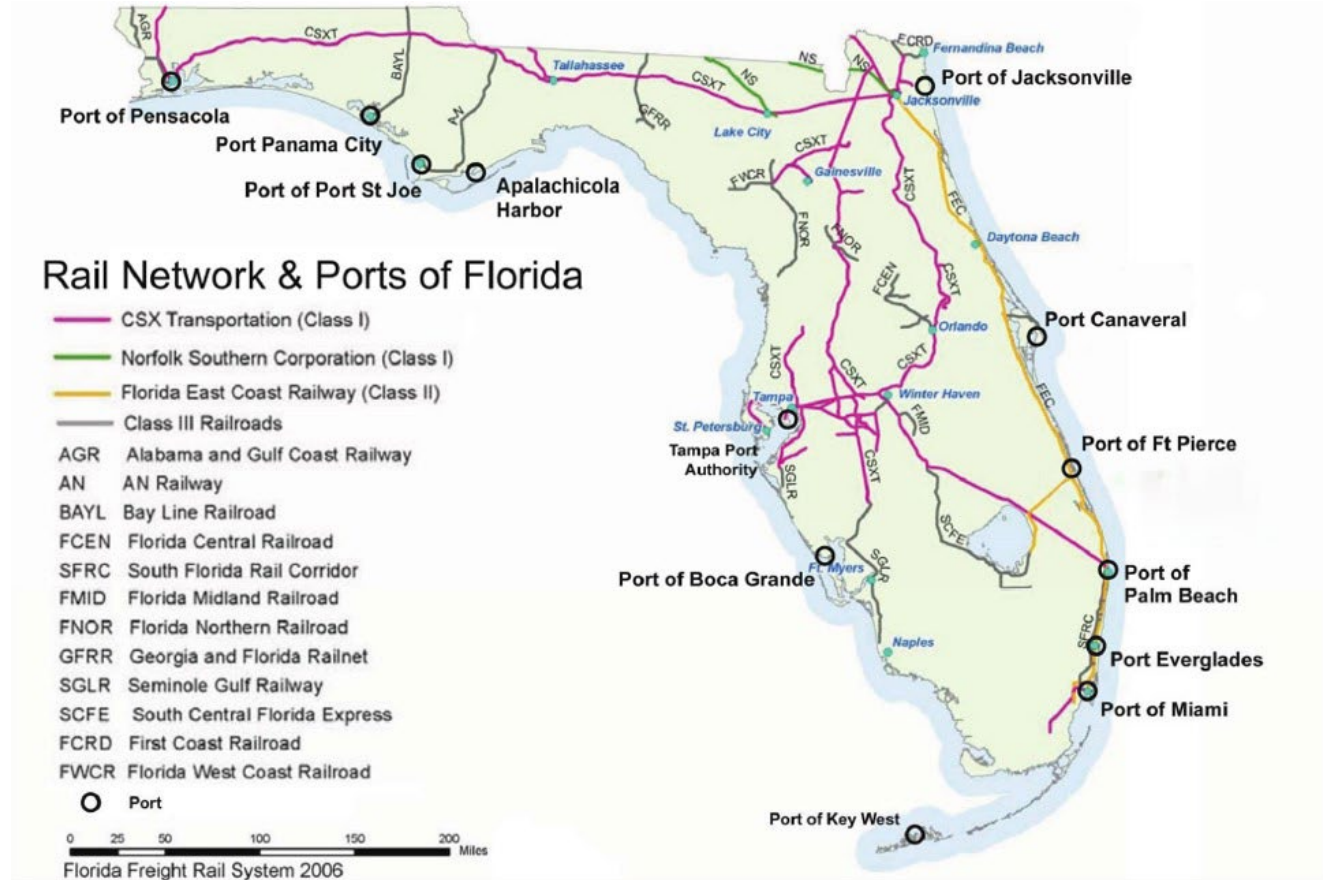 AGR
CSXT
BAYL
AN
Tallahassee
CSXT
NS
GFRR
NS
NS
FCRD
Fernandina Beach
Port of Jacksonville
Jacksonville
Lake City
Port of Pensacola
Port Panama City
Port of Port St Joe
Apalachicola
Harbor
CSXT
FWCR
Gainesville
FNOR
FNOR
CSXT
FEC
Daytona Beach
FCEN
CSXT
Orlando
Port Canaveral
CSXT
CSXT
CSXT
FEC
Tampa
Winter Haven
St. Petersburg
FMID
Tampa Port
Authority
SGLR
CSXT
Port of Ft Pierce
SCFE
Port of Boca Grande
Ft. Myers
SGLR
Port of
Palm Beach
SFRC
Naples
Port Everglades
Port of Miami
Port of Key West
Rail Network & Ports of Florida
CSX Transportation (Class I)
Norfolk Southern Corporation (Class I)
Florida East Coast Railway (Class II)
Class III Railroads
AGR Alabama and Gulf Coast Railway
AN AN Railway
BAYL Bay Line Railroad
FCEN Florida Central Railroad
SFRC South Florida Rail Corridor
FMID Florida Midland Railroad
FNOR Florida Northern Railroad
GFRR Georgia and Florida Railnet
SGLR Seminole Gulf Railway
SCFE South Central Florida Express
FCRD First Coast Railroad
FWCR Florida West Coast Railroad
Port
0 25 50 100 150 200
Miles
Florida Freight Rail System 2006